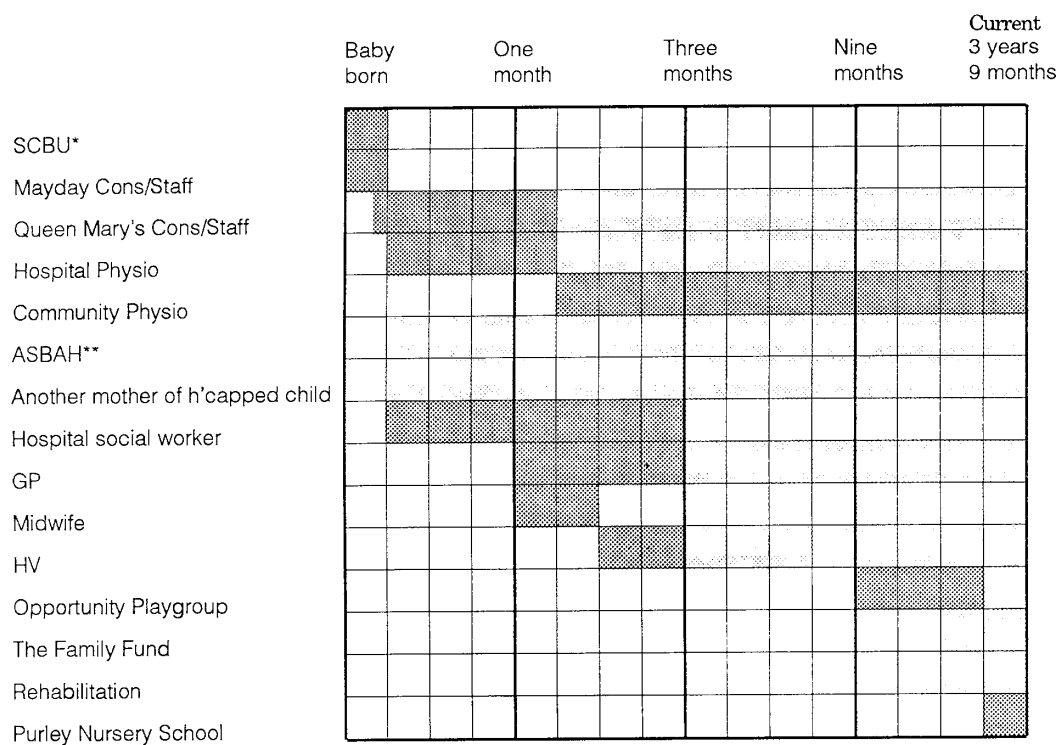 Baby
born
One
month
Three
months
Nine
months
Current
3 years
9 months
SCBU*
Mayday Cons/Staff
Queen Mary's Cons/Staff
Hospital Physio
Community Physio
ASBAH**
Another mother of h'capped child
Hospital social worker
GP
Midwife
HV
Opportunity Playgroup
The Family Fund
Rehabilitation
Purley Nursery School